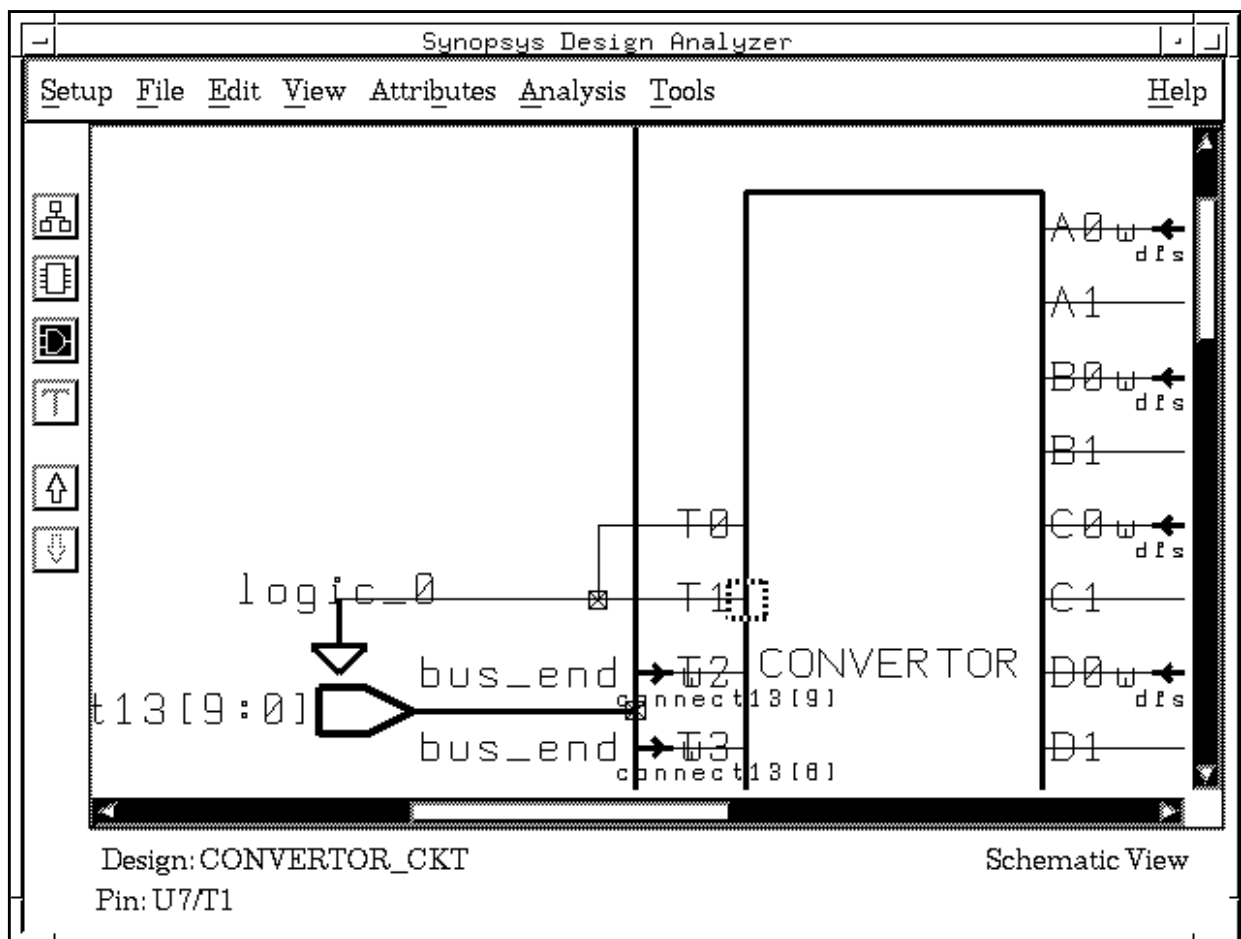 Synopsys Design Analyzer
Setup File Edit View Attributes Analysis Tools Help
A0 w
dfs
A1
B0 w
dfs
B1
T0
C0 w
dfs
logic_0
T1
C1
bus_end
T2
CONVERTOR
D0 w
dfs
connect13[9]
t13[9:0]
bus_end
T3
D1
connect13[8]
Design: CONVERTOR_CKT
Schematic View
Pin: U7/T1